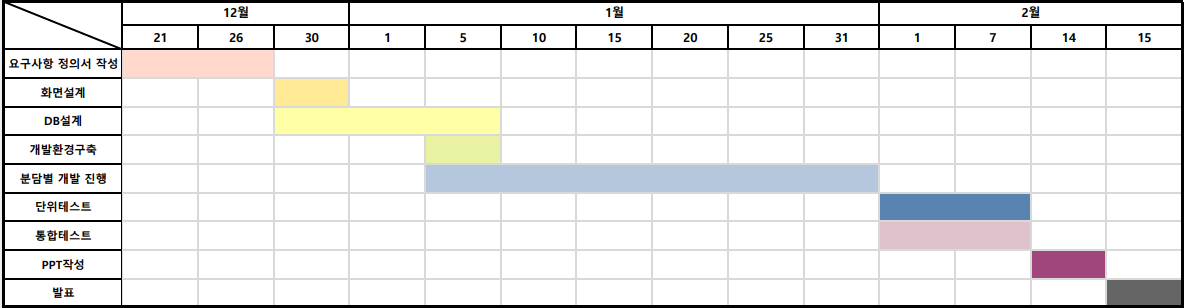 12월 1월 2월
21 26 30 1 5 10 15 20 25 31 1 7 14 15
요구사항 정의서 작성
화면설계
DB설계
개발환경구축
분담별 개발 진행
단위테스트
통합테스트
PPT작성
발표